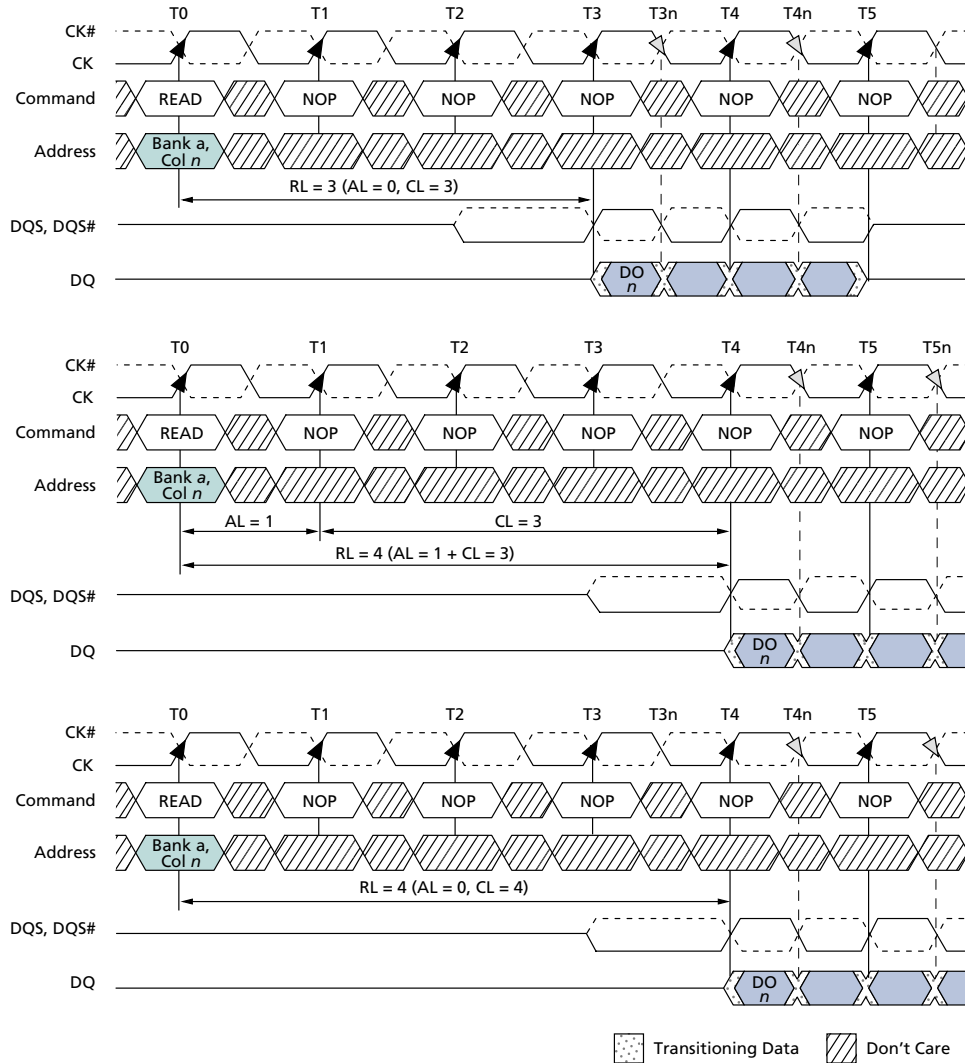 T0 T1 T2 T3 T3n T4 T4n T5
CK#
CK
Command READ NOP NOP NOP NOP NOP
Address Bank a,
Col n
RL = 3 (AL = 0, CL = 3)
DQS, DQS#
DQ DO
n
T0 T1 T2 T3 T4 T4n T5 T5n
CK#
CK
Command READ NOP NOP NOP NOP NOP
Address Bank a,
Col n
AL = 1 CL = 3
RL = 4 (AL = 1 + CL = 3)
DQS, DQS#
DQ DO
n
T0 T1 T2 T3 T3n T4 T4n T5
CK#
CK
Command READ NOP NOP NOP NOP NOP
Address Bank a,
Col n
RL = 4 (AL = 0, CL = 4)
DQS, DQS#
DQ DO
n
Transitioning Data Don't Care